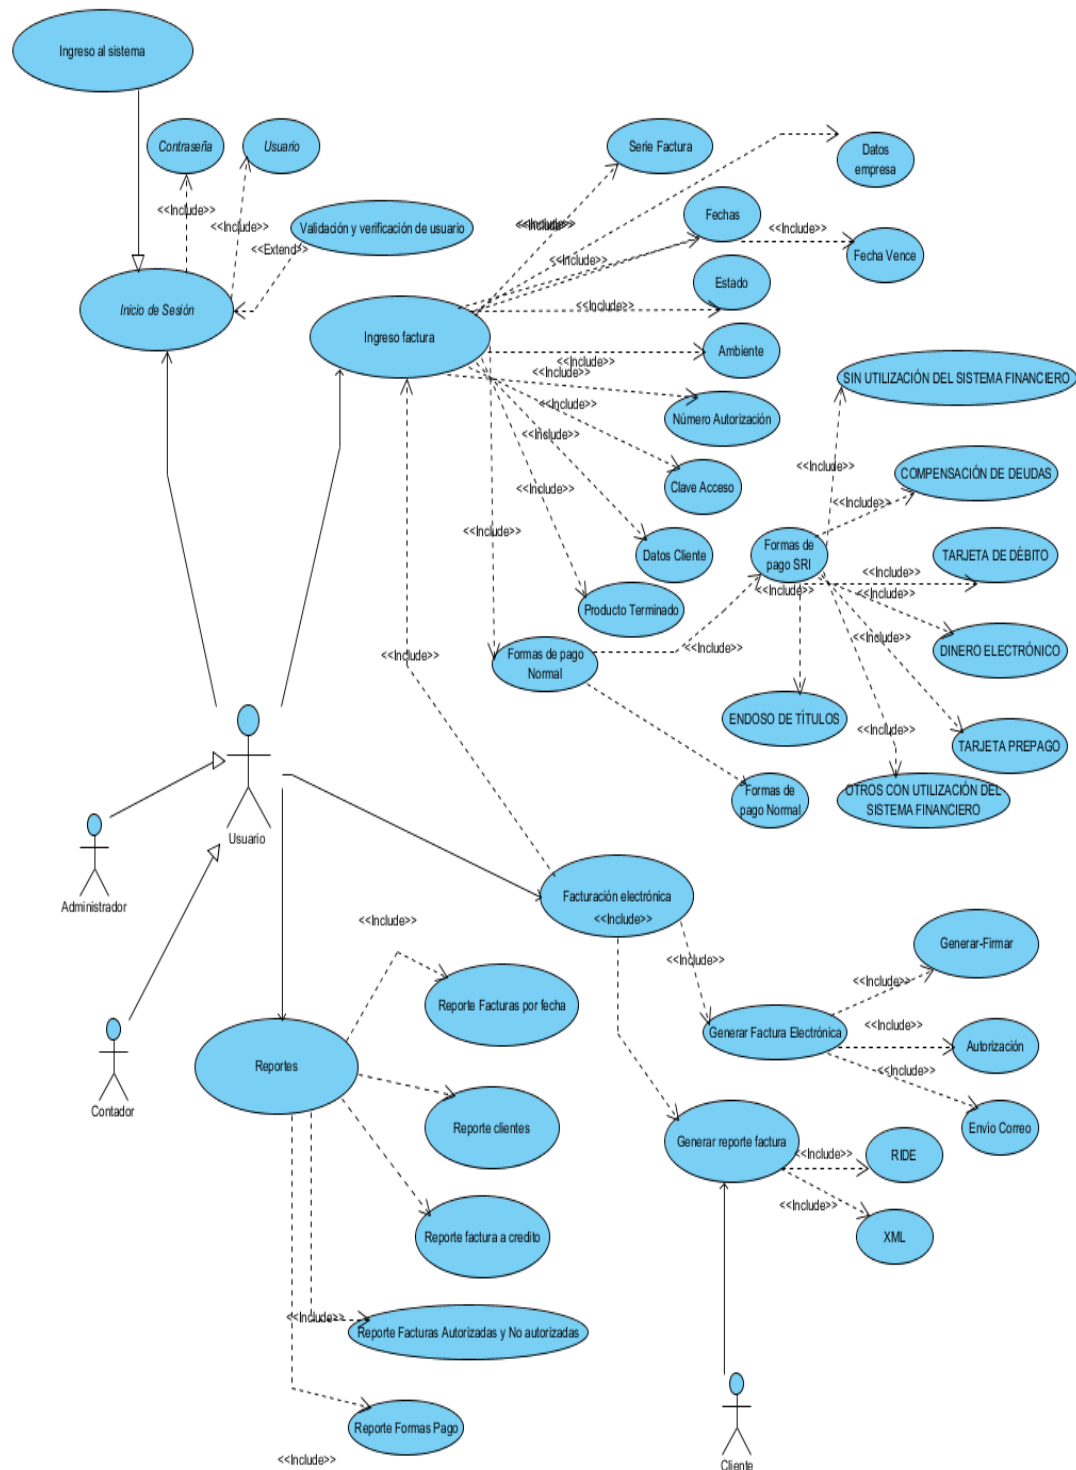 Ingreso al sistema
Contraseña
Usuario
Serie Factura
Datos
empresa
<<Include>>
<<Include>>
<<Extend>>
Validación y verificación de usuario
Fechas
<<Include>>
<<Include>>
Fecha Vence
Inicio de Sesión
Ingreso factura
Estado
<<Include>>
Ambiente
<<Include>>
<<Include>>
SIN UTILIZACIÓN DEL SISTEMA FINANCIERO
<<Include>>
Número Autorización
<<Include>>
<<Include>>
COMPENSACIÓN DE DEUDAS
Clave Acceso
<<Include>>
<<Include>>
<<Include>>
<<Include>>
Datos Cliente
Formas de
pago SRI
TARJETA DE DÉBITO
<<Include>>
<<Include>>
<<Include>>
Producto Terminado
<<Include>>
<<Include>>
Formas de pago
Normal
DINERO ELECTRÓNICO
ENDOSO DE TÍTULOS
TARJETA PREPAGO
Formas de
pago Normal
OTROS CON UTILIZACIÓN DEL
SISTEMA FINANCIERO
Usuario
Administrador
Facturación electrónica
<<Include>>
<<Include>>
Generar-Firmar
<<Include>>
<<Include>>
Reporte Facturas por fecha
Generar Factura Electrónica
<<Include>>
Autorización
Reportes
<<Include>>
Contador
Reporte clientes
Envío Correo
Generar reporte factura
<<Include>>
RIDE
<<Include>>
XML
Reporte factura a credito
<<Include>>
Reporte Facturas Autorizadas y No autorizadas
Reporte Formas Pago
<<Include>>
Cliente